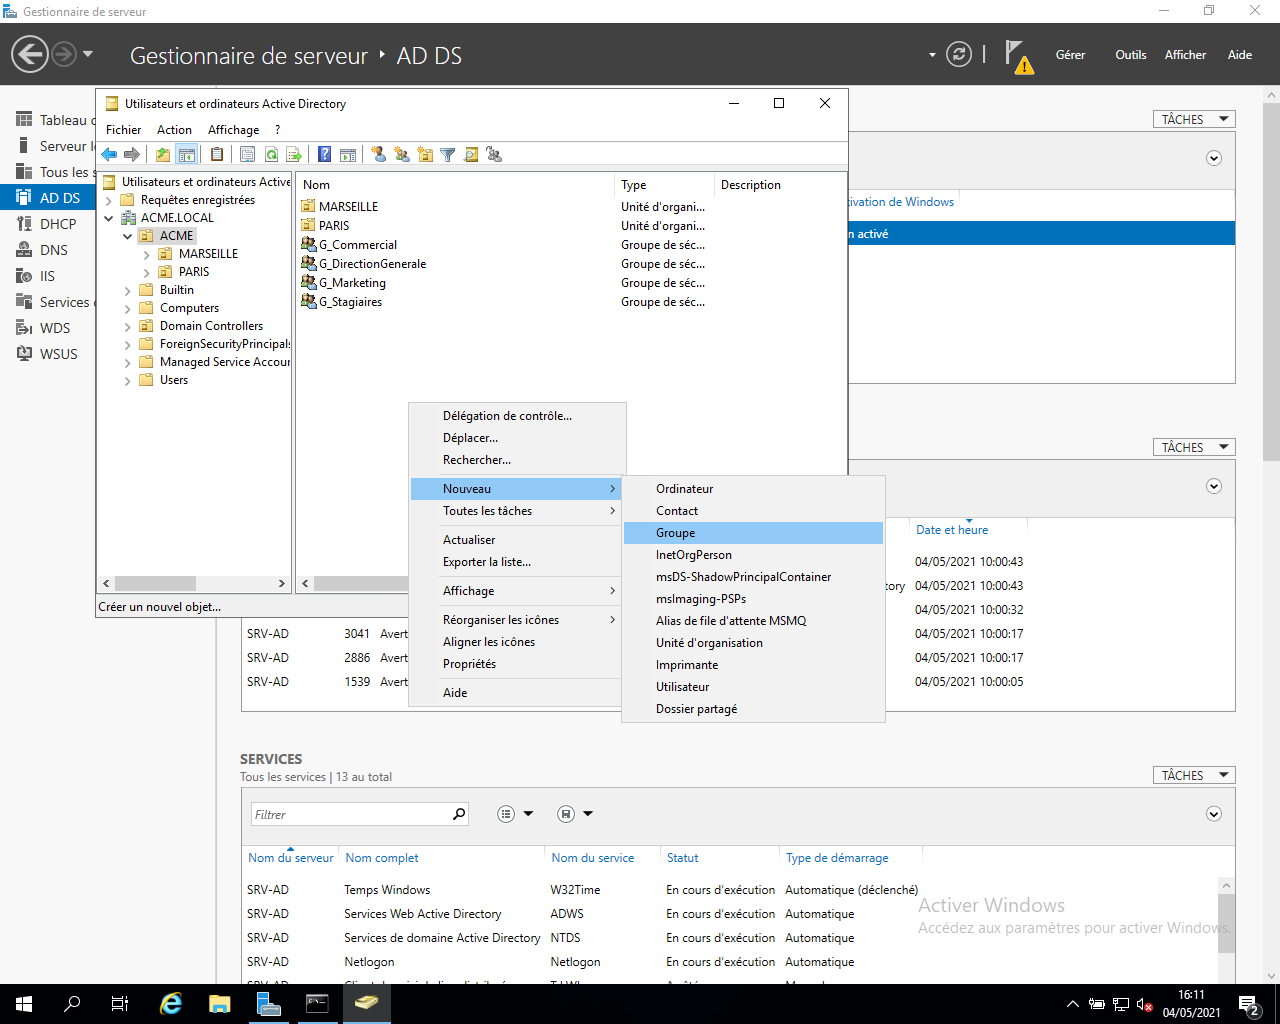 Gestionnaire de serveur
Gestionnaire de serveur ‣ AD DS
Gérer
Outils
Afficher
Aide
Tableau
Serveur
Tous les
AD DS
DHCP
DNS
IIS
Services
WDS
WSUS
Utilisateurs et ordinateurs Active Directory
Fichier Action Affichage ?
Utilisateurs et ordinateurs Active
Requêtes enregistrées
ACME.LOCAL
ACME
MARSEILLE
PARIS
Builtin
Computers
Domain Controllers
ForeignSecurityPrincipals
Managed Service Accoun
Users
Nom Type Description
MARSEILLE Unité d'organi...
PARIS Unité d'organi...
G_Commercial Groupe de séc...
G_DirectionGenerale Groupe de séc...
G_Marketing Groupe de séc...
G_Stagiaires Groupe de séc...
Créer un nouvel objet...
Délégation de contrôle...
Déplacer...
Rechercher...
Nouveau
Toutes les tâches
Actualiser
Exporter la liste...
Affichage
Réorganiser les icônes
Aligner les icônes
Propriétés
Aide
Ordinateur
Contact
Groupe
InetOrgPerson
msDS-ShadowPrincipalContainer
msImaging-PSPs
Alias de file d'attente MSMQ
Unité d'organisation
Imprimante
Utilisateur
Dossier partagé
TÂCHES
ivation de Windows
n activé
TÂCHES
Date et heure
04/05/2021 10:00:43
tory 04/05/2021 10:00:43
04/05/2021 10:00:32
SRV-AD 3041 Avert 04/05/2021 10:00:17
SRV-AD 2886 Avert 04/05/2021 10:00:17
SRV-AD 1539 Avert 04/05/2021 10:00:05
SERVICES
Tous les services | 13 au total
TÂCHES
Filtrer
Nom du serveur Nom complet Nom du service Statut Type de démarrage
SRV-AD Temps Windows W32Time En cours d'exécution Automatique (déclenché)
SRV-AD Services Web Active Directory ADWS En cours d'exécution Automatique
SRV-AD Services de domaine Active Directory NTDS En cours d'exécution Automatique
SRV-AD Netlogon Netlogon En cours d'exécution Automatique
Activer Windows
Accédez aux paramètres pour activer Windows.
16:11
04/05/2021
2